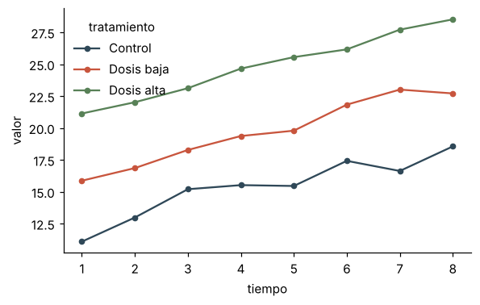 tratamiento
Control
Dosis baja
Dosis alta
valor
27.5
25.0
22.5
20.0
17.5
15.0
12.5
1 2 3 4 5 6 7 8
tiempo